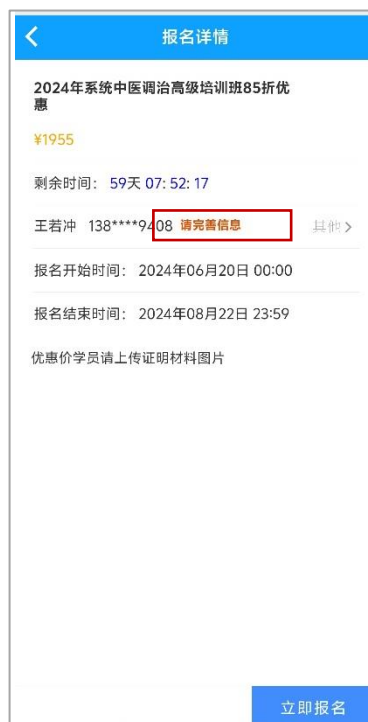 报名详情
2024年系统中医调治高级培训班85折优
惠
¥1955
剩余时间： 59天 07: 52: 17
王若冲 138****9408 请完善信息 其他
报名开始时间： 2024年06月20日 00:00
报名结束时间： 2024年08月22日 23:59
优惠价学员请上传证明材料图片
立即报名